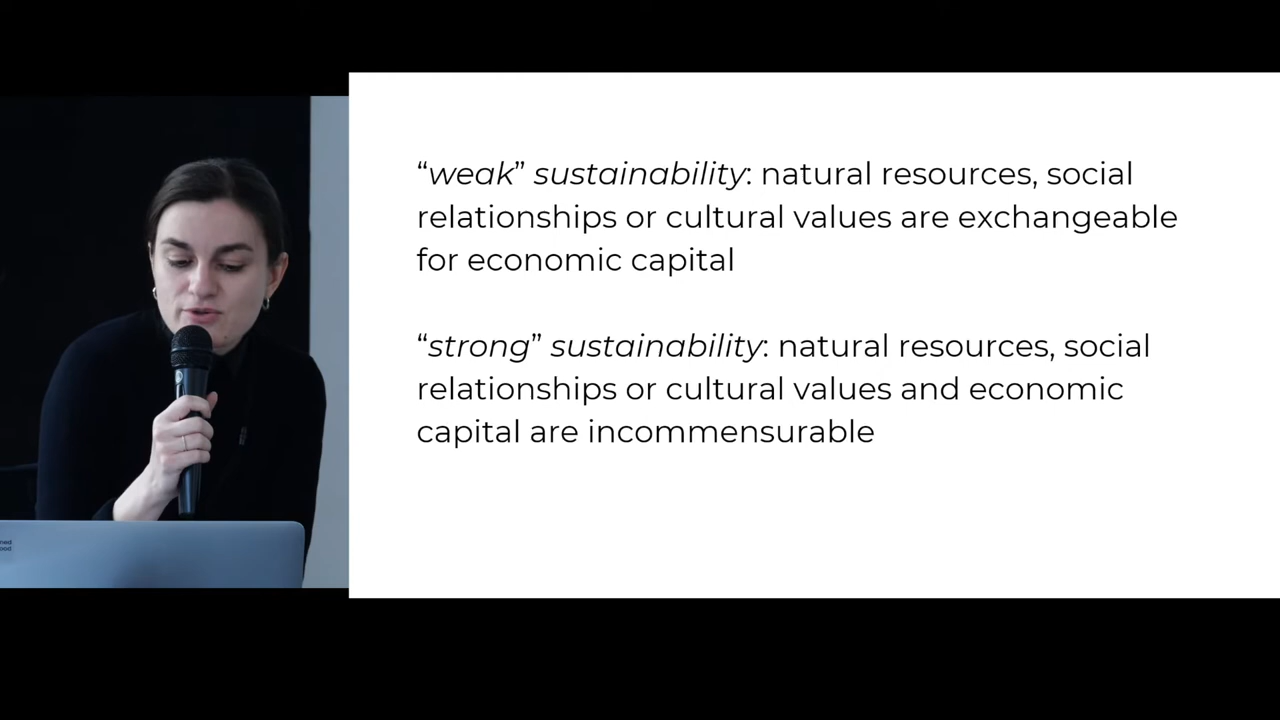 “weak” sustainability: natural resources, social
relationships or cultural values are exchangeable
for economic capital
“strong” sustainability: natural resources, social
relationships or cultural values and economic
capital are incommensurable